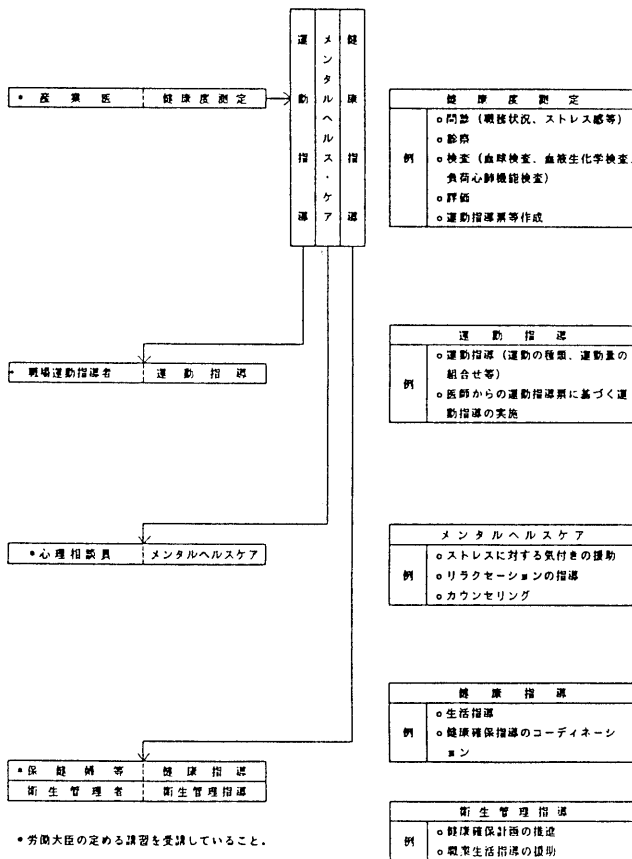 運動指導
メンタルヘルス・ケア
健康指導
* 産業医 健康度測定
健康度測定
例
○問診(職務状況、ストレス感等)
○診察
○検査(血球検査、血液生化学検査、
負荷心肺機能検査)
○評価
○運動指導票等作成
運動指導
例
○運動指導(運動の種類、運動量の
組合せ等)
○医師からの運動指導票に基づく運
動指導の実施
* 職場運動指導者 運動指導
メンタルヘルスケア
例
○ストレスに対する気付きの援助
○リラクセーションの指導
○カウンセリング
*心理相談員 メンタルヘルスケア
健康指導
例
○生活指導
○健康確保指導のコーディネーシ
ョン
*保健婦等 健康指導
衛生管理者 衛生管理指導
衛生管理指導
例
○健康確保計画の推進
○職業生活指導の援助
*労働大臣の定める講習を受講していること。